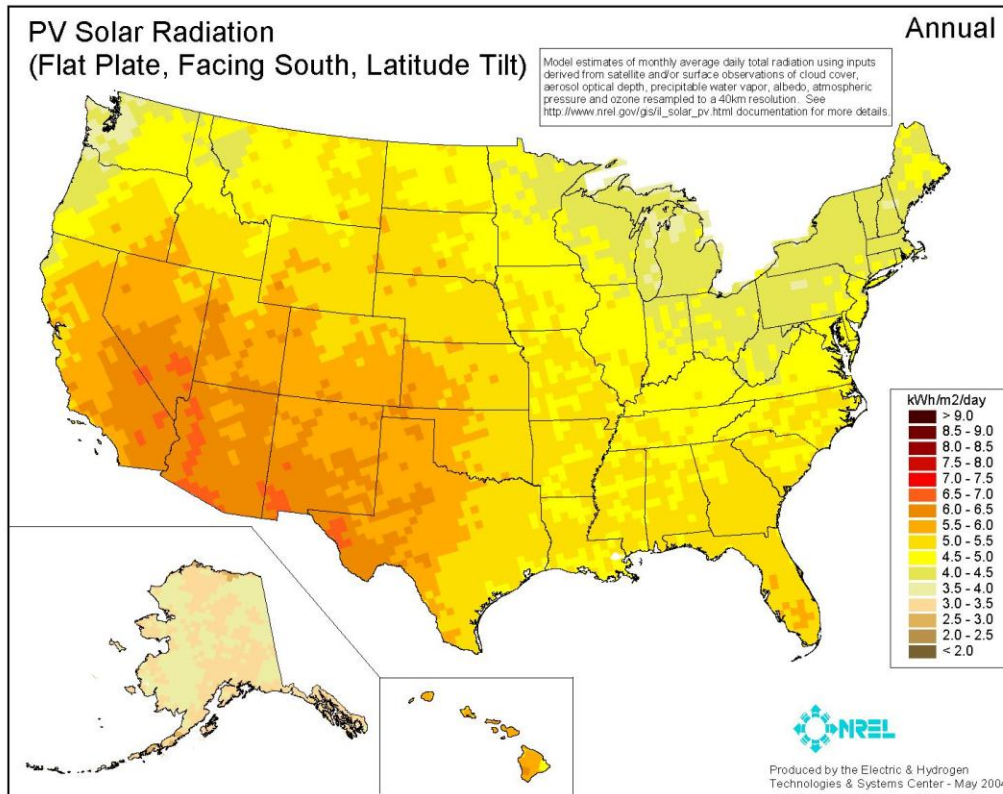 PV Solar Radiation
(Flat Plate, Facing South, Latitude Tilt)
Annual
Model estimates of monthly average daily total radiation using inputs
derived from satellite and/or surface observations of cloud cover,
aerosol optical depth, precipitable water vapor, albedo, atmospheric
pressure and ozone resampled to a 40km resolution. See
http://www.nrel.gov/gis/il_solar_pv.html documentation for more details.
kWh/m2/day
> 9.0
8.5 - 9.0
8.0 - 8.5
7.5 - 8.0
7.0 - 7.5
6.5 - 7.0
6.0 - 6.5
5.5 - 6.0
5.0 - 5.5
4.5 - 5.0
4.0 - 4.5
3.5 - 4.0
3.0 - 3.5
2.5 - 3.0
2.0 - 2.5
< 2.0
NREL
Produced by the Electric & Hydrogen
Technologies & Systems Center - May 2004